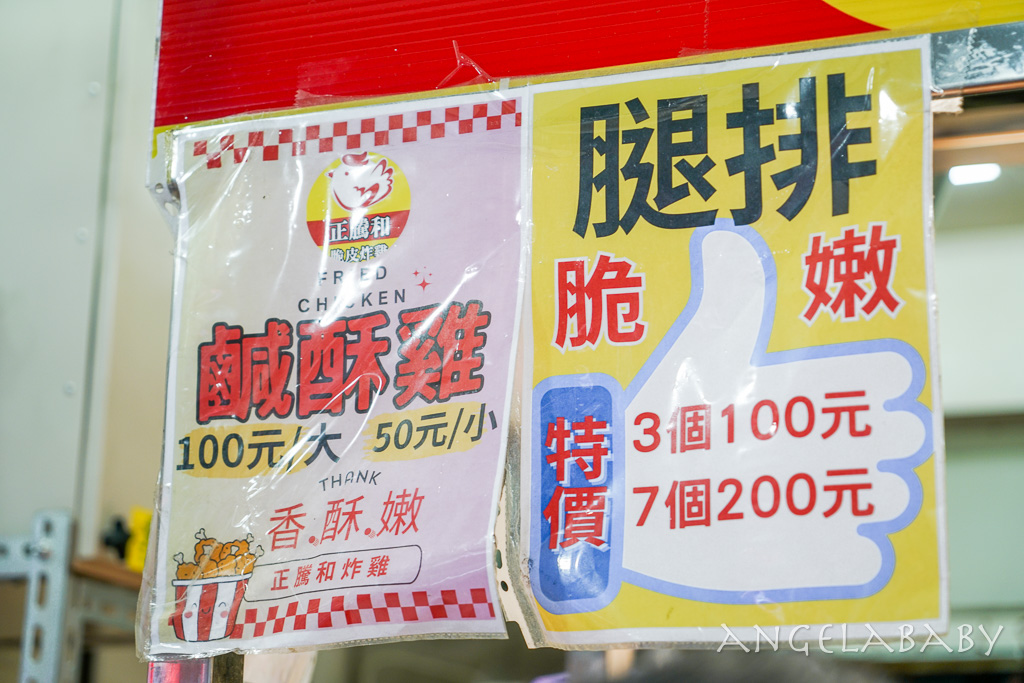 正騰和
脆皮炸雞
FRIED
CHICKEN
鹹酥雞
100元/大 50元/小
THANK
香.酥.嫩
正騰和炸雞
腿排
脆 嫩
特價
3個100元
7個200元
ANGELABABY